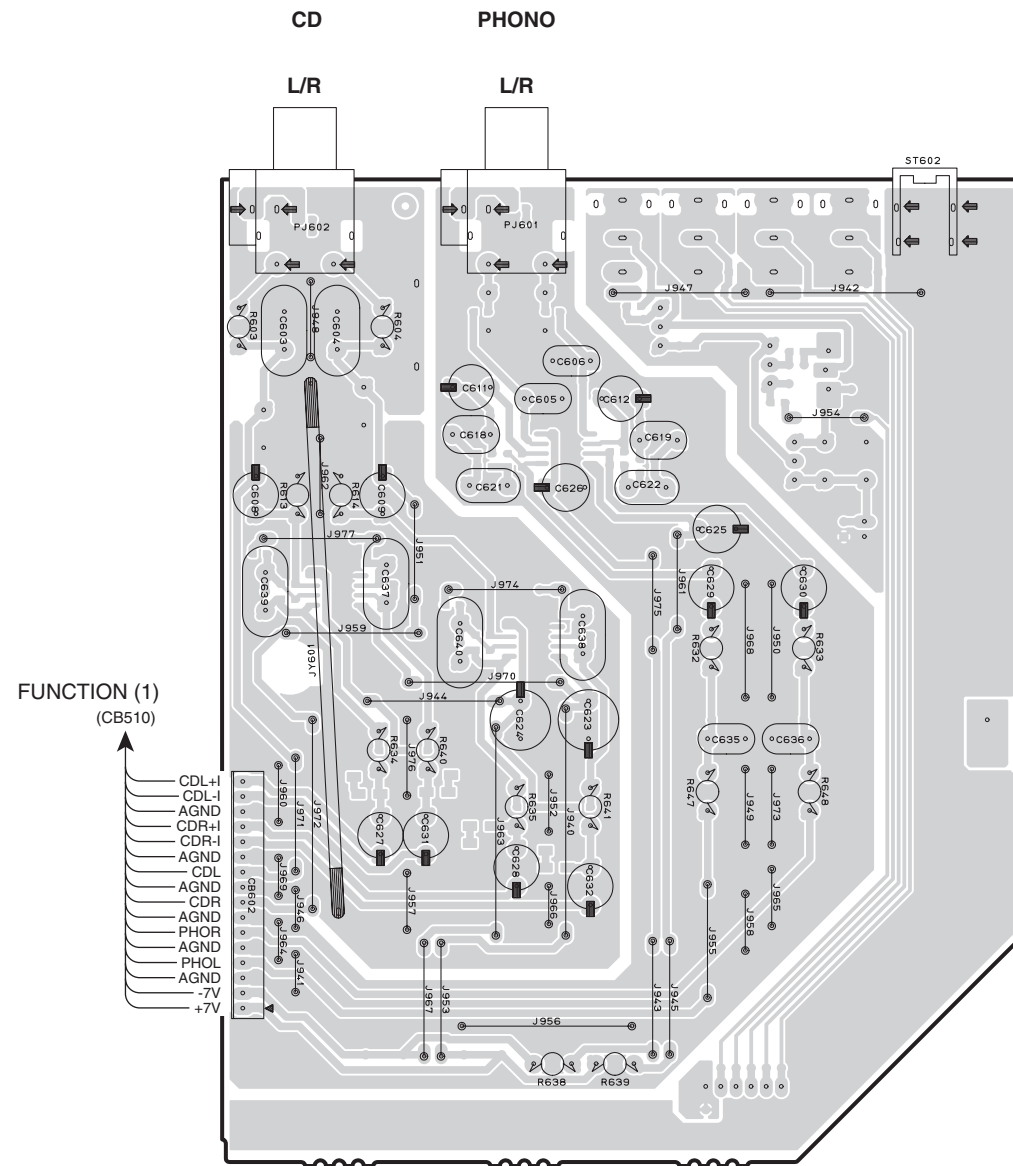 CD PHONO
L/R L/R
ST602
PJ602 PJ601
J947 J942
R603 C603 J948 C604 R604
C606
C611 C605 C612
J954
C618 C619
C621 C626 C622
C608 R613 J962 R614 C609
C625
J977 J951
J975 J961
C639 C637 J974 C629 C630
J959 C640 C638 R632 J968 J950 R633
JY601
J970
FUNCTION (1)
(CB510)
J944
C624 C623
R634 J976 R640 C635 C636
CDL+I
CDL-I
AGND
CDR+I
CDR-I
AGND
CDL
AGND
CDR
AGND
PHOR
AGND
PHOL
AGND
-7V
+7V
CB602
J960 J971 J972
R635 J952 R641 R647 J949 J973 R648
C627 C631 J963 J940
C628 C632
J969 J946 J957 J966 J965
J964 J941 J958 J955
J967 J953 J943 J945
J956
R638 R639